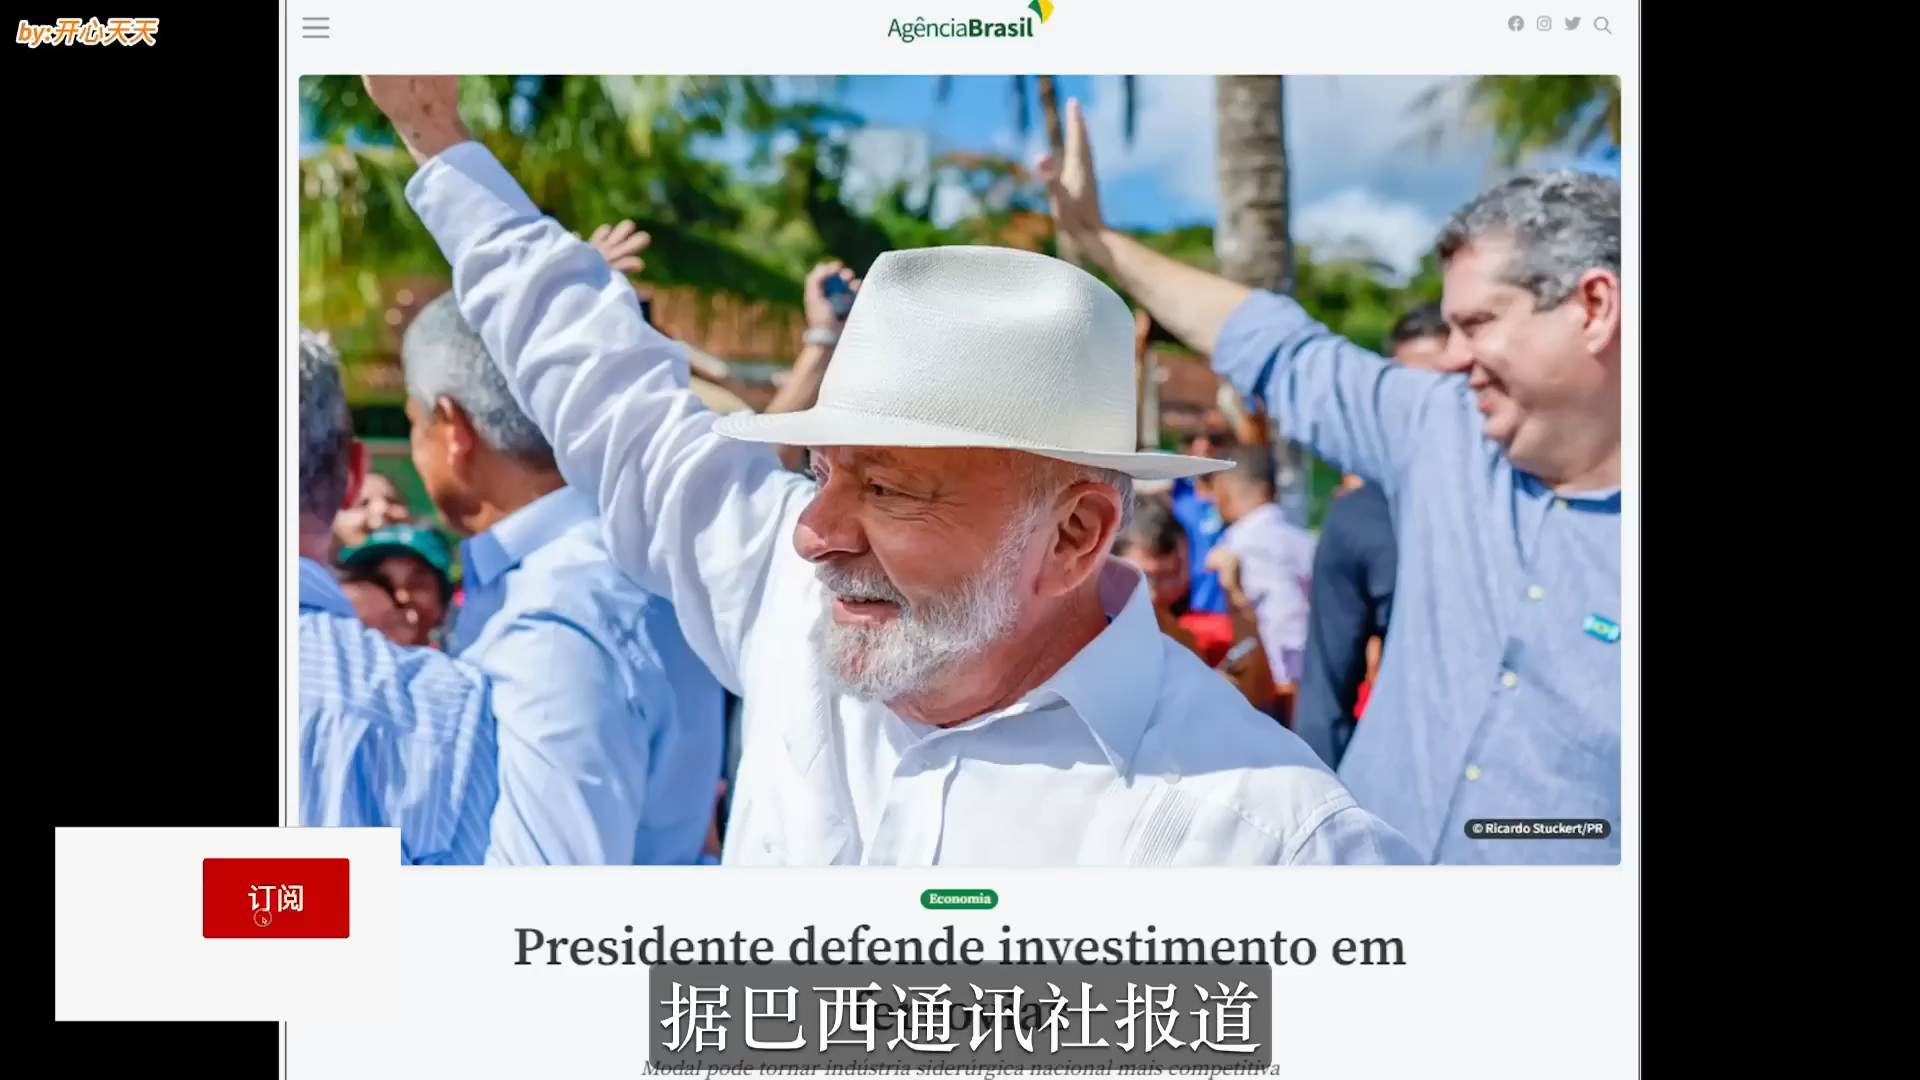 by:开心天天
AgênciaBrasil
© Ricardo Stuckert/PR
Economia
订阅
Presidente defende investimento em
ferrovias
据巴西通讯社报道
Modal pode tornar indústria siderúrgica nacional mais competitiva